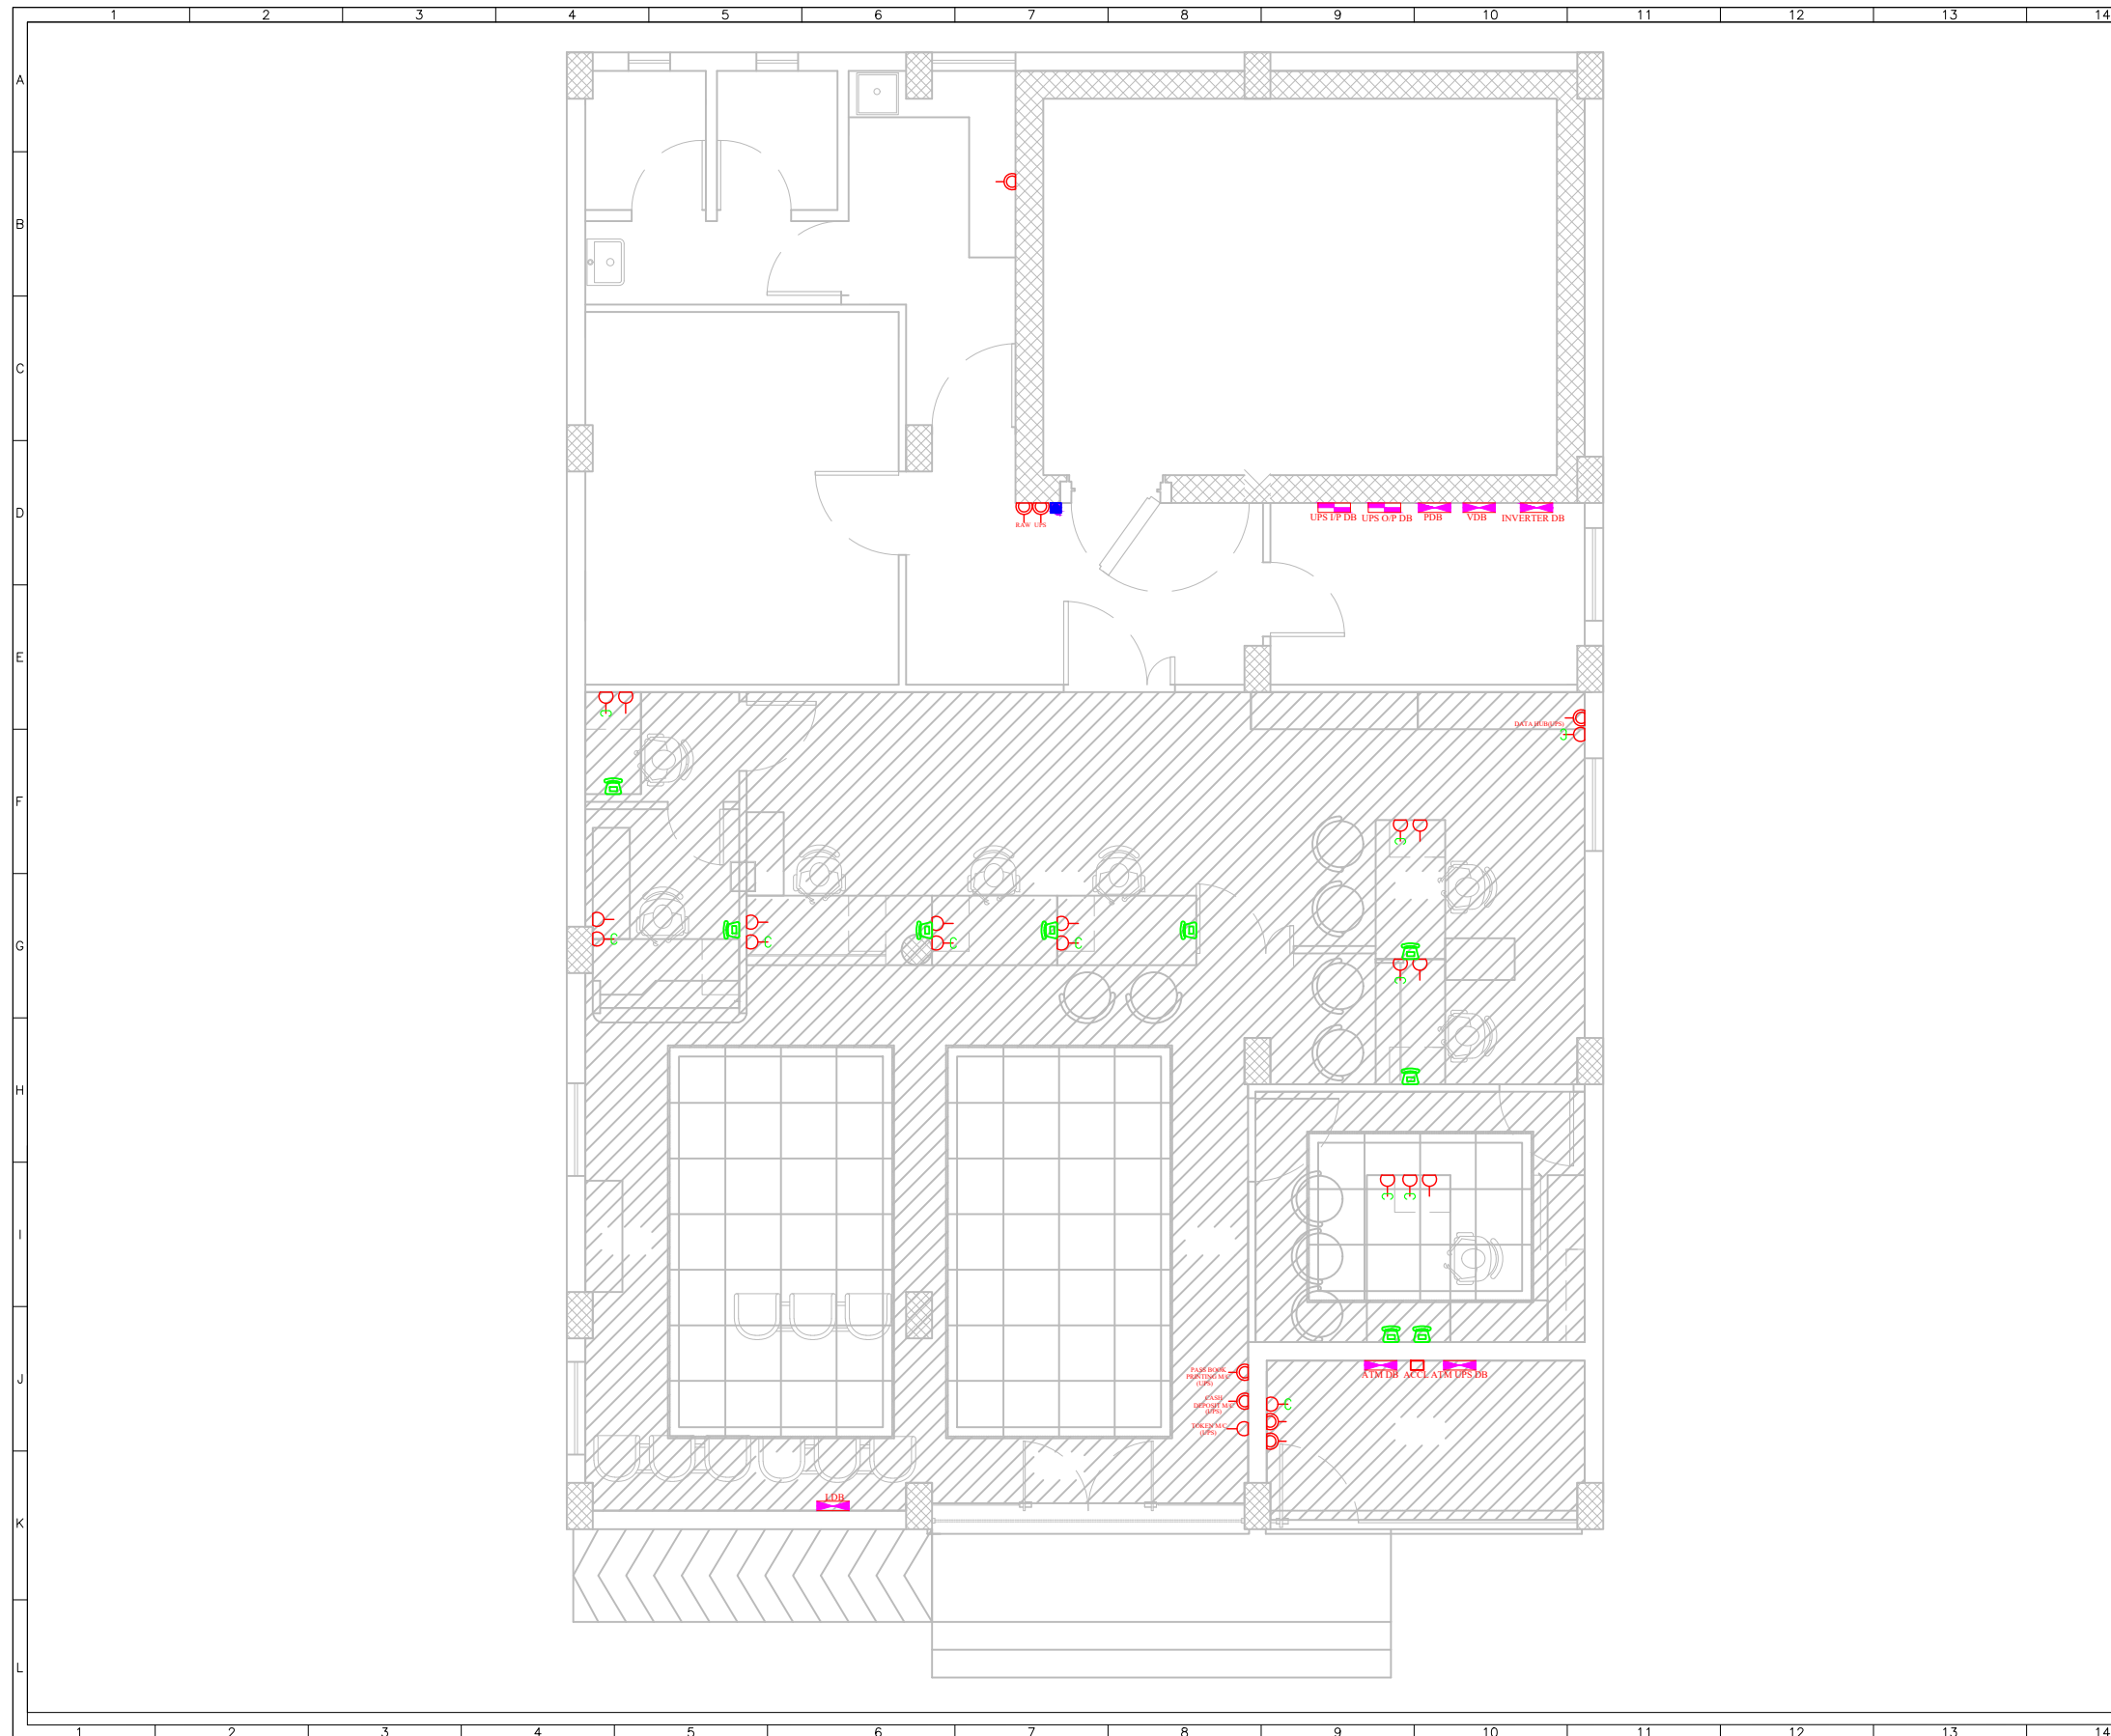 1 2 3 4 5 6 7 8 9 10 11 12 13 14
A
B
C
D
RAW UPS
UPS I/P DB UPS O/P DB PDB VDB INVERTER DB
E
DATA HUB(UPS)
F
G
H
I
J
PASS BOOK
PRINTING M/C
(UPS)
CASH
DEPOSIT M/C
(UPS)
TOKEN M/C
(UPS)
ATM DB ACCL ATM UPS DB
LDB
K
L
1 2 3 4 5 6 7 8 9 10 11 12 13 14